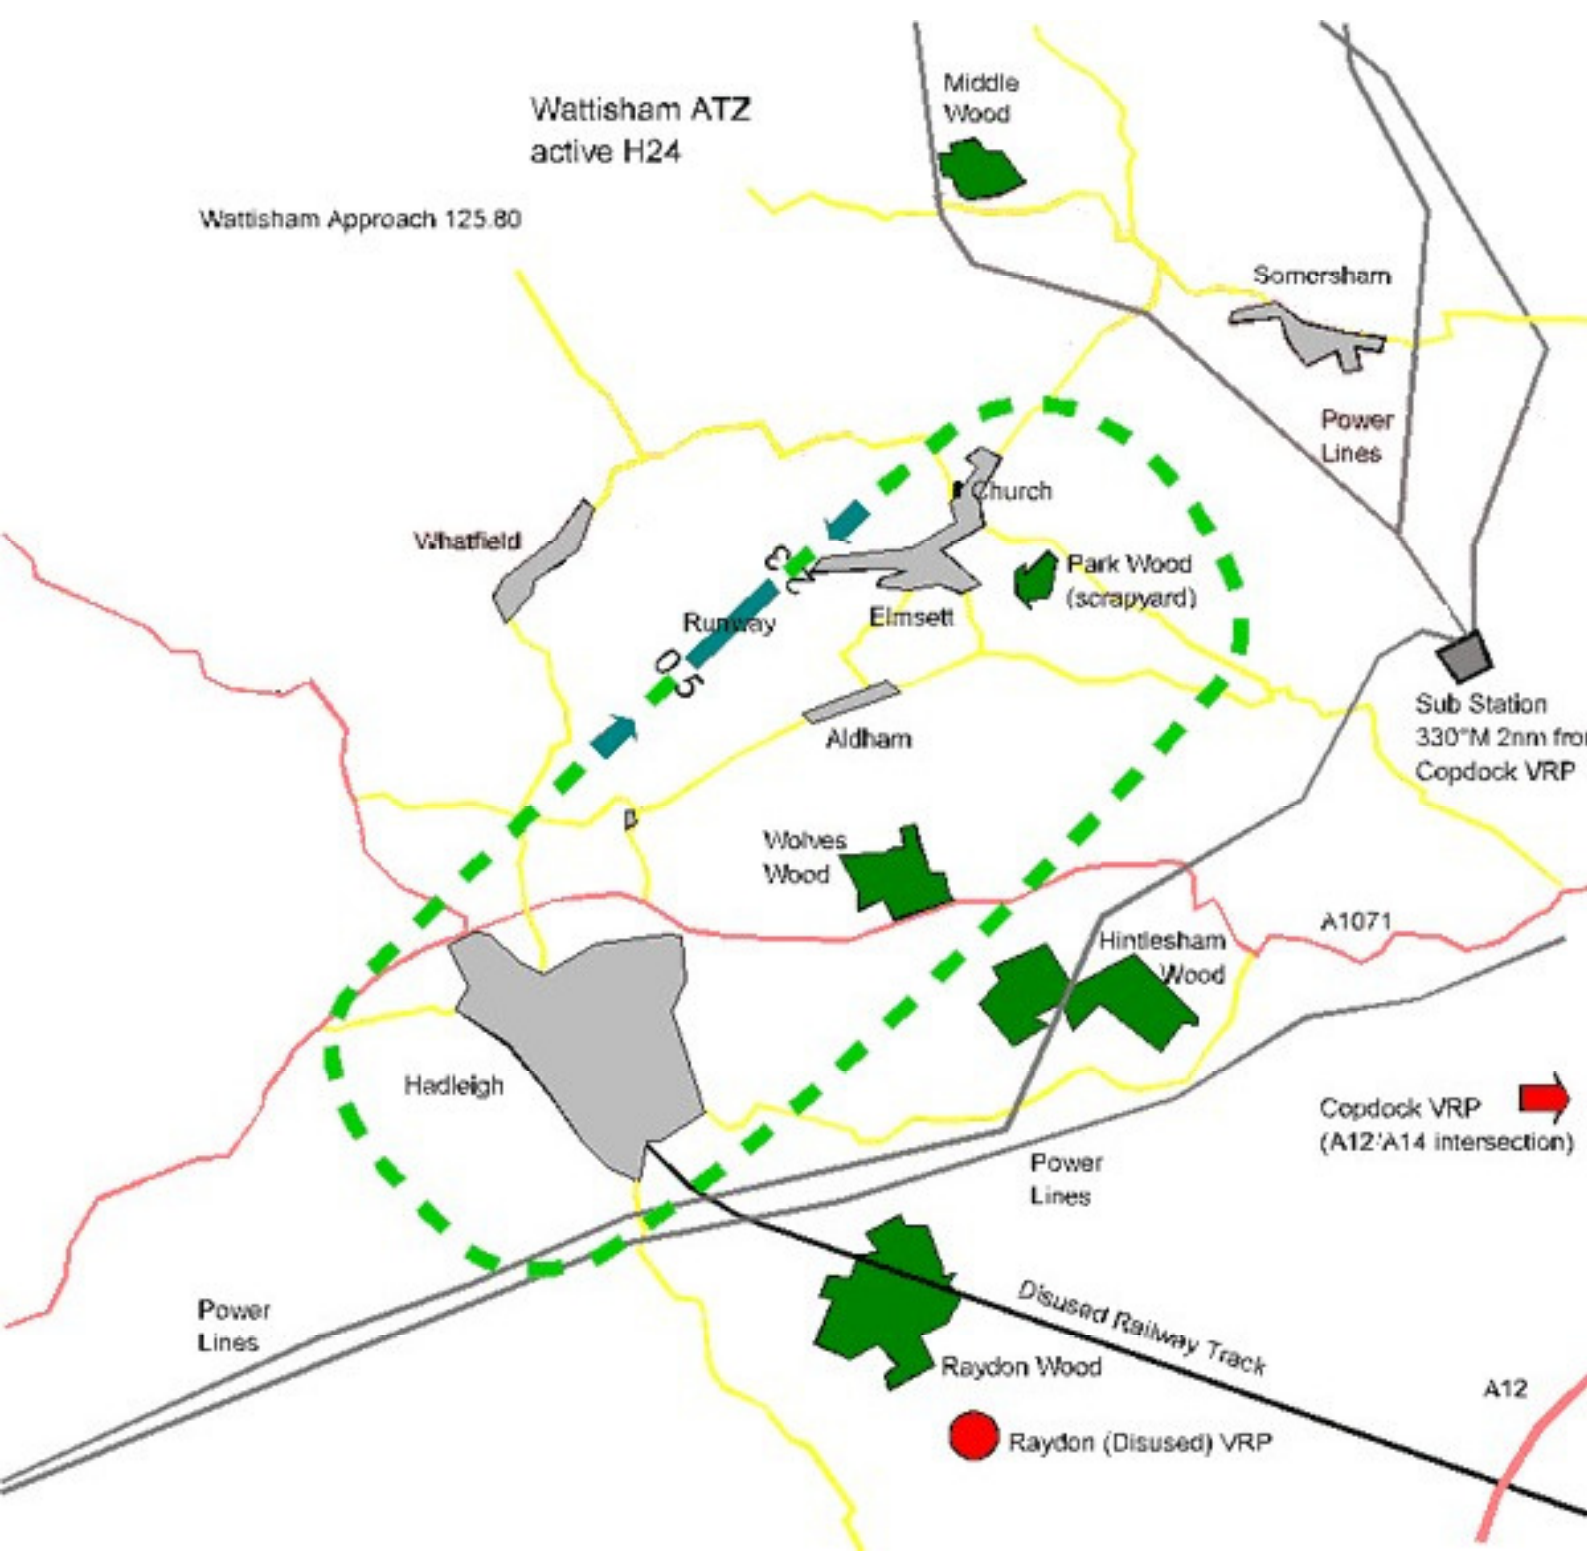 Middle
Wood
Wattisham ATZ
active H24
Wattisham Approach 125.80
Somersham
Power
Lines
Church
Whatfield
23
Park Wood
(scrapyard)
Runway
Elmsett
05
Sub Station
330°M 2nm fro
Copdock VRP
Aldham
Wolves
Wood
A1071
Hintlesham
Wood
Hadleigh
Copdock VRP
(A12/A14 intersection)
Power
Lines
Power
Lines
Disused Railway Track
Raydon Wood
A12
Raydon (Disused) VRP